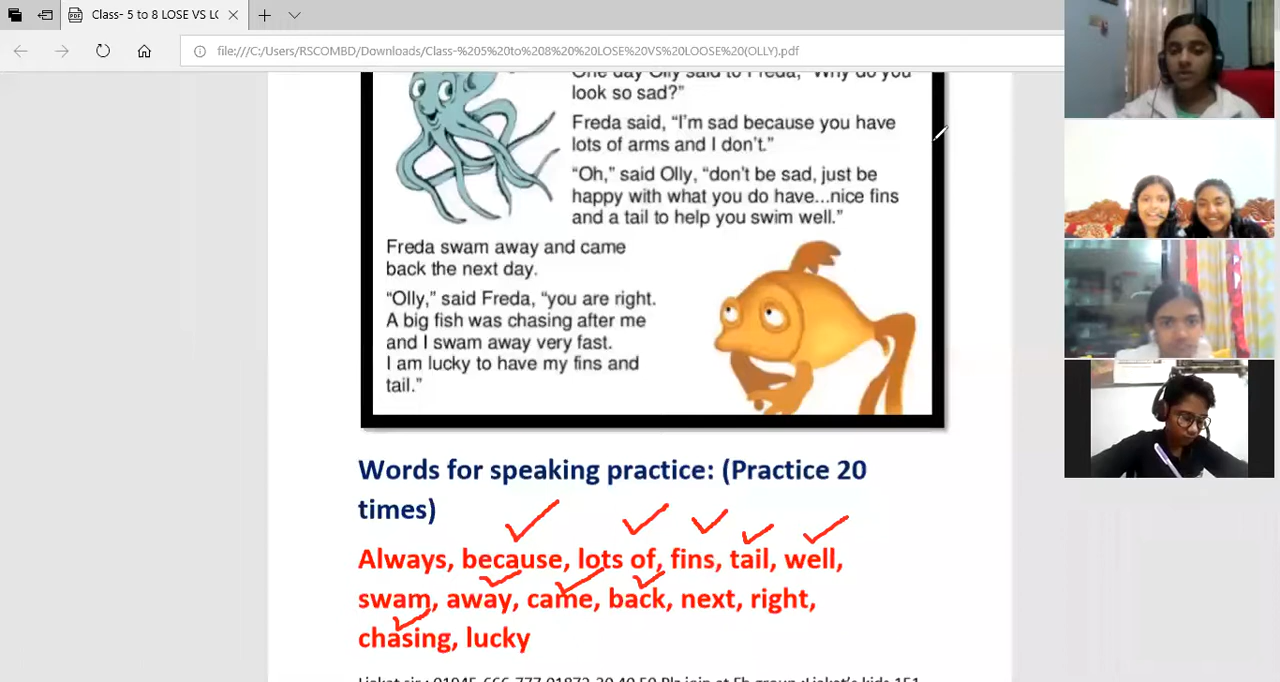 Class- 5 to 8 LOSE VS LO
file:///C:/Users/RSCOMBD/Downloads/Class-%205%20to%208%20%20LOSE%20VS%20LOOSE%20(OLLY).pdf
One day Olly said to Freda, "Why do you
look so sad?"
Freda said, "I'm sad because you have
lots of arms and I don't."
"Oh," said Olly, "don't be sad, just be
happy with what you do have...nice fins
and a tail to help you swim well."
Freda swam away and came
back the next day.
"Olly," said Freda, "you are right.
A big fish was chasing after me
and I swam away very fast.
I am lucky to have my fins and
tail."
Words for speaking practice: (Practice 20
times)
Always, because, lots of, fins, tail, well,
swam, away, came, back, next, right,
chasing, lucky